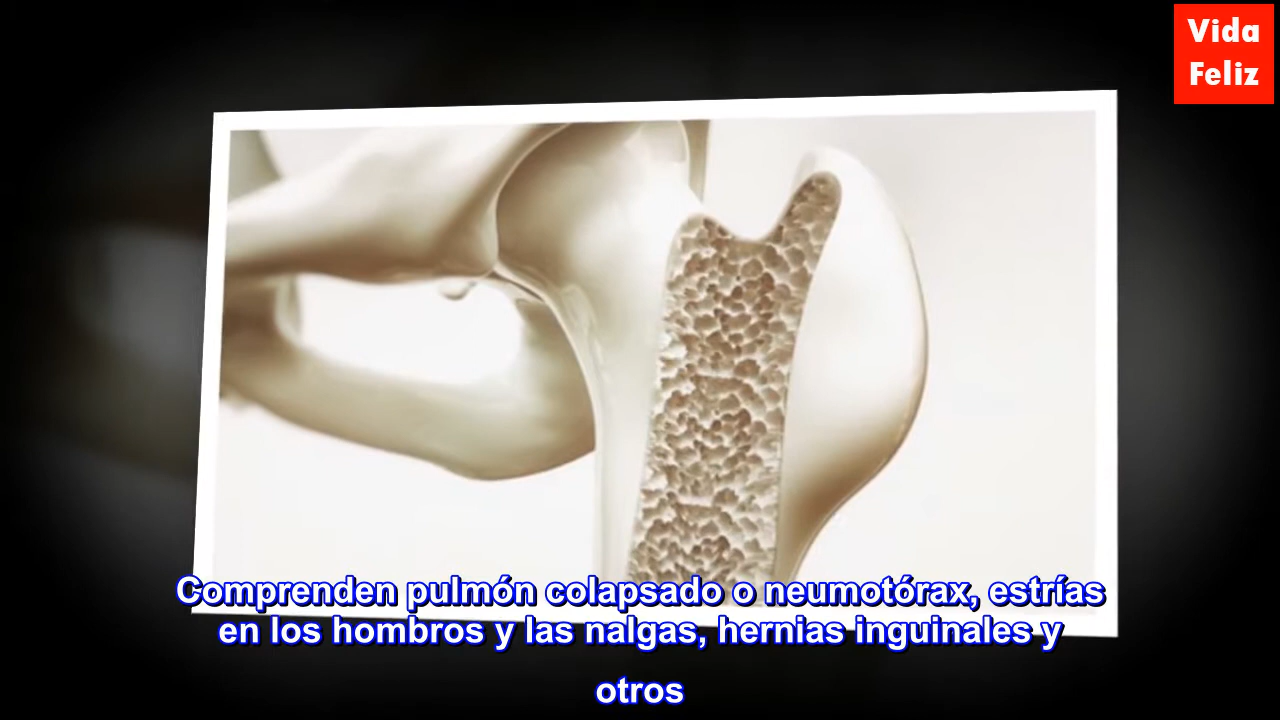 Vida
Feliz
Comprenden pulmón colapsado o neumotórax, estrías
en los hombros y las nalgas, hernias inguinales y
otros